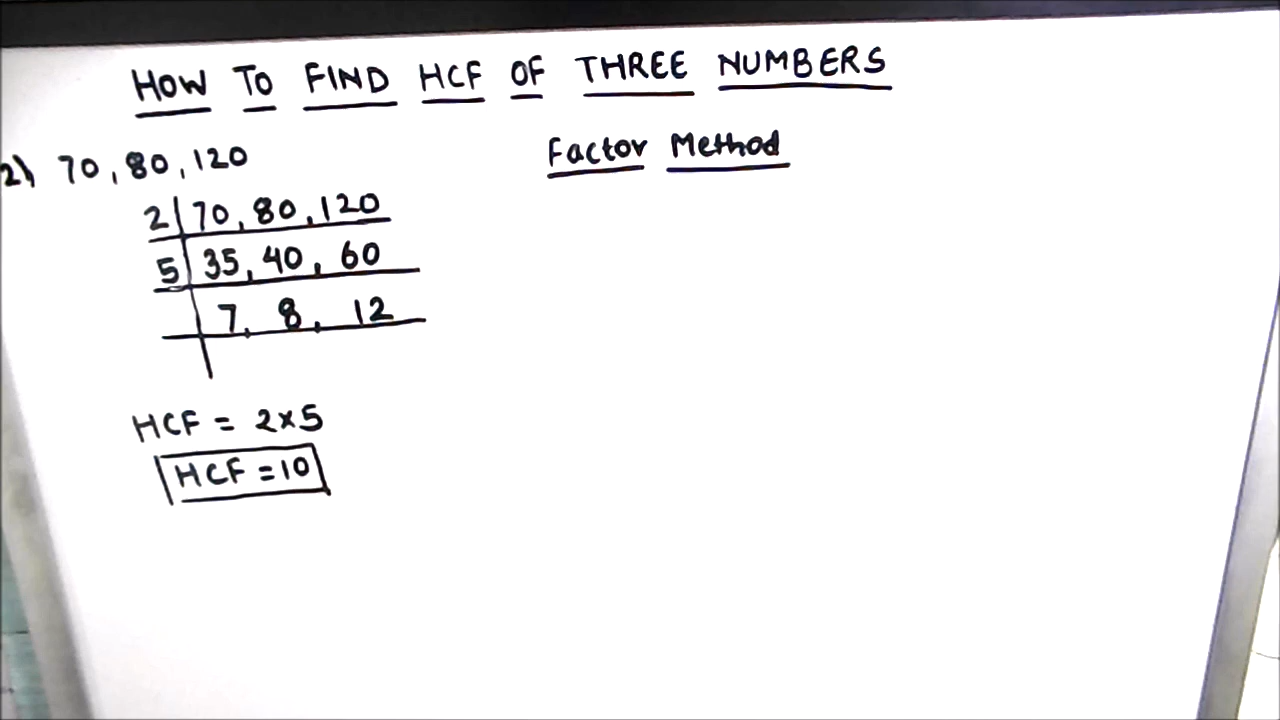 HOW TO FIND HCF OF THREE NUMBERS
2) 70, 80, 120
Factor Method
2 | 70, 80, 120
5 | 35, 40, 60
7, 8, 12
HCF = 2×5
HCF = 10